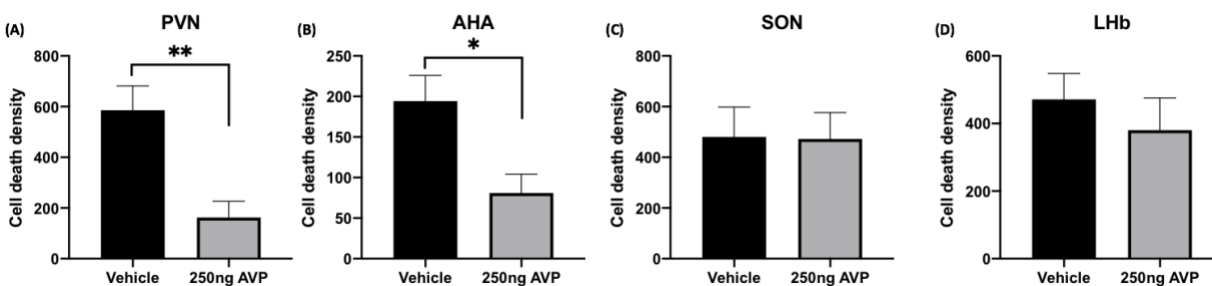 (A) PVN
**
Cell death density
800
600
400
200
0
Vehicle 250ng AVP
(B) AHA
*
Cell death density
250
200
150
100
50
0
Vehicle 250ng AVP
(C) SON
Cell death density
800
600
400
200
0
Vehicle 250ng AVP
(D) LHb
Cell death density
600
400
200
0
Vehicle 250ng AVP